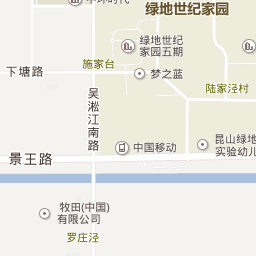 绿地世纪家园
绿地世纪
家园五期
施家台
下塘路
梦之蓝
陆家泾村
吴淞江南路
昆山绿地
实验幼儿
中国移动
景王路
牧田(中国)
有限公司
罗庄泾